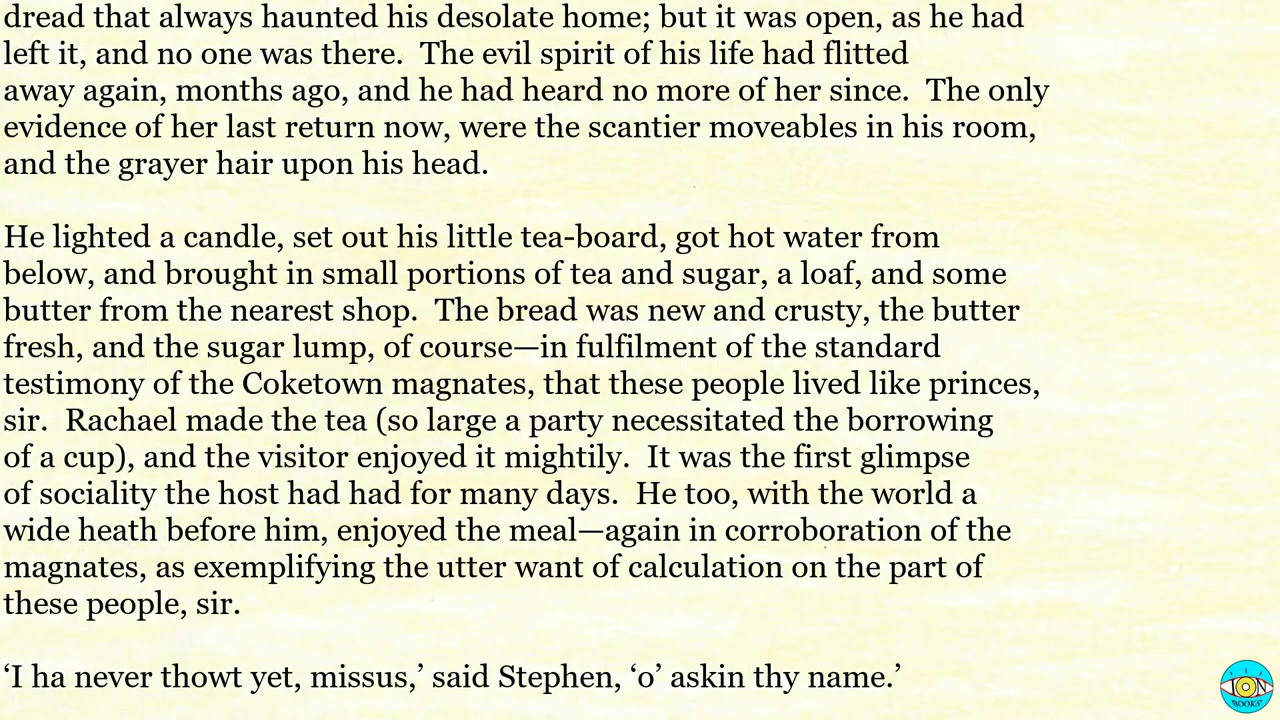 dread that always haunted his desolate home; but it was open, as he had
left it, and no one was there.  The evil spirit of his life had flitted
away again, months ago, and he had heard no more of her since.  The only
evidence of her last return now, were the scantier moveables in his room,
and the grayer hair upon his head.
He lighted a candle, set out his little tea-board, got hot water from
below, and brought in small portions of tea and sugar, a loaf, and some
butter from the nearest shop.  The bread was new and crusty, the butter
fresh, and the sugar lump, of course—in fulfilment of the standard
testimony of the Coketown magnates, that these people lived like princes,
sir.  Rachael made the tea (so large a party necessitated the borrowing
of a cup), and the visitor enjoyed it mightily.  It was the first glimpse
of sociality the host had had for many days.  He too, with the world a
wide heath before him, enjoyed the meal—again in corroboration of the
magnates, as exemplifying the utter want of calculation on the part of
these people, sir.
‘I ha never thowt yet, missus,’ said Stephen, ‘o’ askin thy name.’
ION
BOOKS